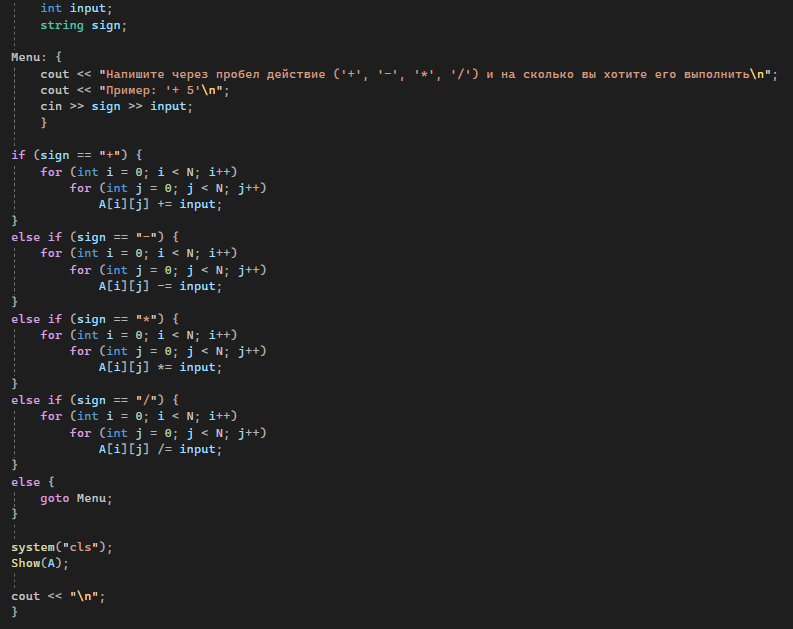 int input;
string sign;
Menu: {
cout << "Напишите через пробел действие ('+', '-', '*', '/') и на сколько вы хотите его выполнить\n";
cout << "Пример: '+ 5'\n";
cin >> sign >> input;
}
if (sign == "+") {
for (int i = 0; i < N; i++)
for (int j = 0; j < N; j++)
A[i][j] += input;
}
else if (sign == "-") {
for (int i = 0; i < N; i++)
for (int j = 0; j < N; j++)
A[i][j] -= input;
}
else if (sign == "*") {
for (int i = 0; i < N; i++)
for (int j = 0; j < N; j++)
A[i][j] *= input;
}
else if (sign == "/") {
for (int i = 0; i < N; i++)
for (int j = 0; j < N; j++)
A[i][j] /= input;
}
else {
goto Menu;
}
system("cls");
Show(A);
cout << "\n";
}